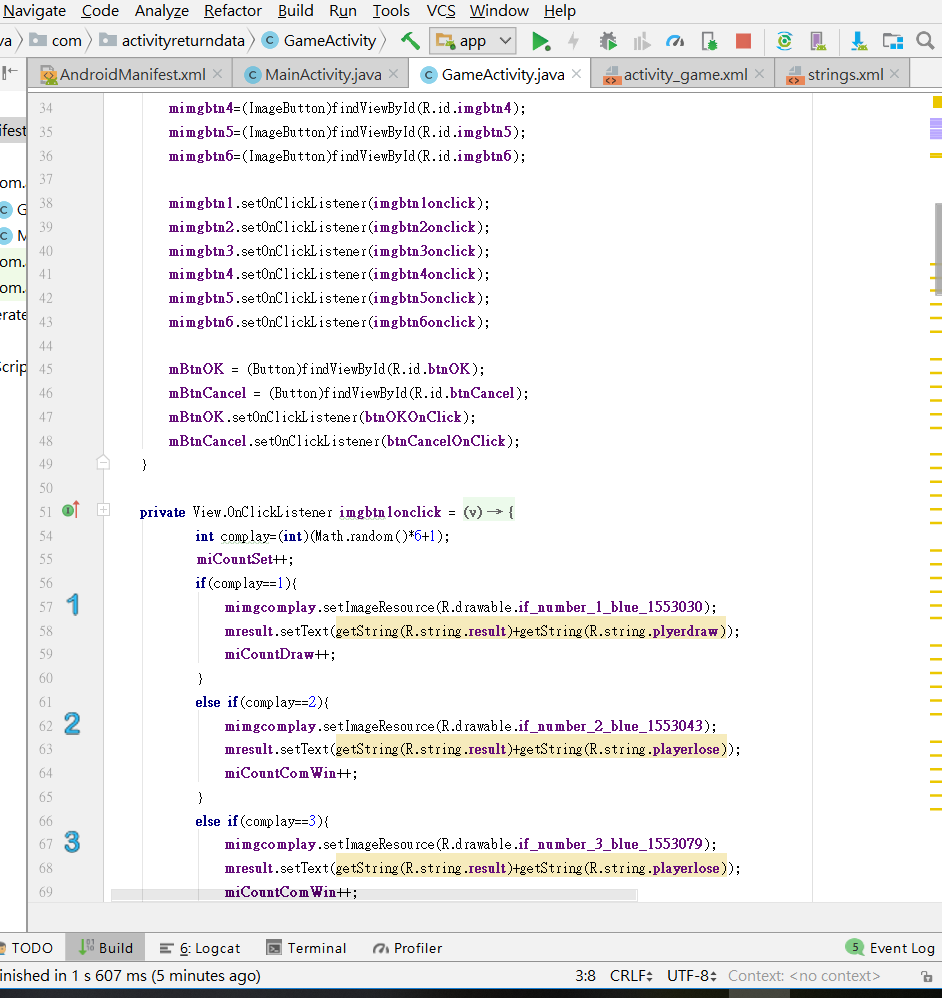 Navigate Code Analyze Refactor Build Run Tools VCS Window Help
va com activityreturndata GameActivity app
AndroidManifest.xml MainActivity.java GameActivity.java activity_game.xml strings.xml
34 mimgbtn4=(ImageButton)findViewById(R.id.imgbtn4);
35 mimgbtn5=(ImageButton)findViewById(R.id.imgbtn5);
36 mimgbtn6=(ImageButton)findViewById(R.id.imgbtn6);
37
38 mimgbtn1.setOnClickListener(imgbtn1onclick);
39 mimgbtn2.setOnClickListener(imgbtn2onclick);
40 mimgbtn3.setOnClickListener(imgbtn3onclick);
41 mimgbtn4.setOnClickListener(imgbtn4onclick);
42 mimgbtn5.setOnClickListener(imgbtn5onclick);
43 mimgbtn6.setOnClickListener(imgbtn6onclick);
44
45 mBtnOK = (Button)findViewById(R.id.btnOK);
46 mBtnCancel = (Button)findViewById(R.id.btnCancel);
47 mBtnOK.setOnClickListener(btnOKOnClick);
48 mBtnCancel.setOnClickListener(btnCancelOnClick);
49 }
50
51 private View.OnClickListener imgbtn1onclick = (v) → {
54 int complay=(int)(Math.random()*6+1);
55 miCountSet++;
56 if(complay==1){
57 1 mimgcomplay.setImageResource(R.drawable.if_number_1_blue_1553030);
58 mresult.setText(getString(R.string.result)+getString(R.string.plyerdraw));
59 miCountDraw++;
60 }
61 else if(complay==2){
62 2 mimgcomplay.setImageResource(R.drawable.if_number_2_blue_1553043);
63 mresult.setText(getString(R.string.result)+getString(R.string.playerlose));
64 miCountComWin++;
65 }
66 else if(complay==3){
67 3 mimgcomplay.setImageResource(R.drawable.if_number_3_blue_1553079);
68 mresult.setText(getString(R.string.result)+getString(R.string.playerlose));
69 miCountComWin++;
ifest
om.
G
M
om.
om.
erate
Scrip
TODO Build 6: Logcat Terminal Profiler 5 Event Log
inished in 1 s 607 ms (5 minutes ago) 3:8 CRLF UTF-8 Context: <no context>